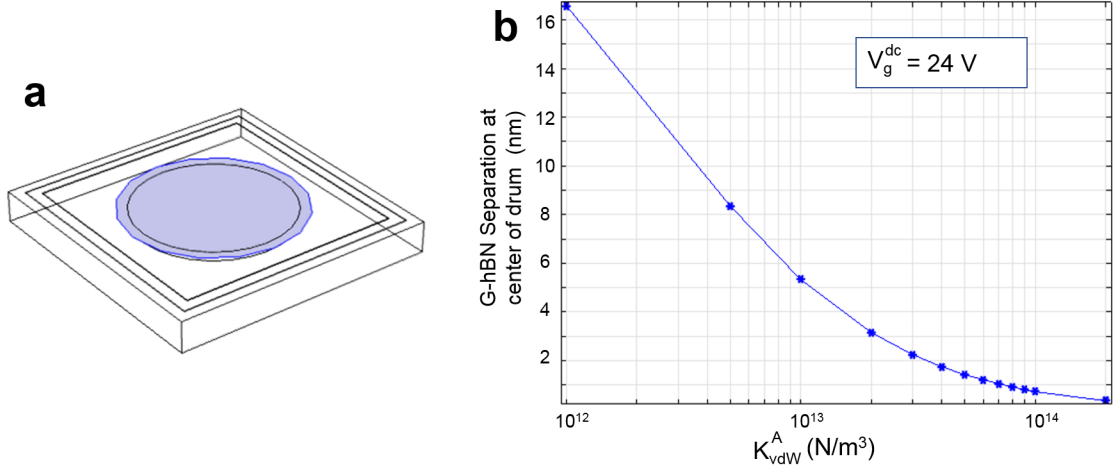 a
b
G-hBN Separation at
center of drum (nm)
16
14
12
10
8
6
4
2
V_g^dc = 24 V
10^12
10^13
10^14
K_vdW^A (N/m^3)